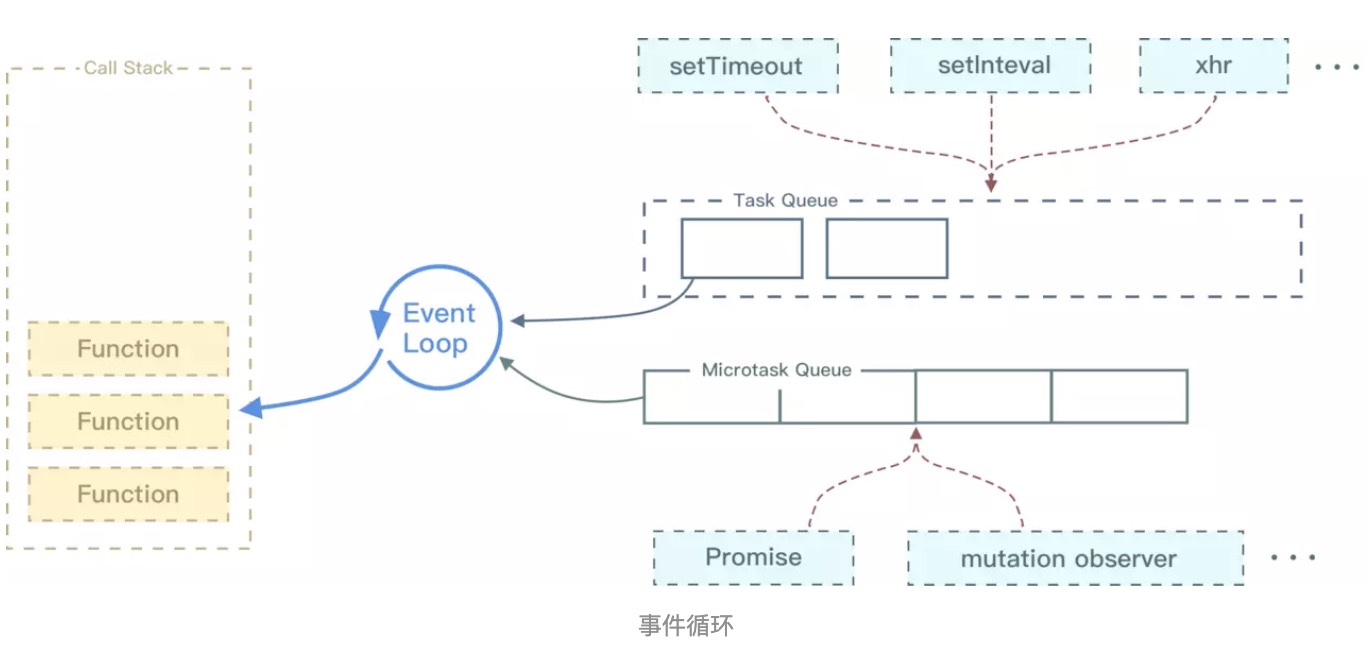 Call Stack
setTimeout
setInteval
xhr
...
Task Queue
Event
Loop
Function
Function
Function
Microtask Queue
Promise
mutation observer
...
事件循环